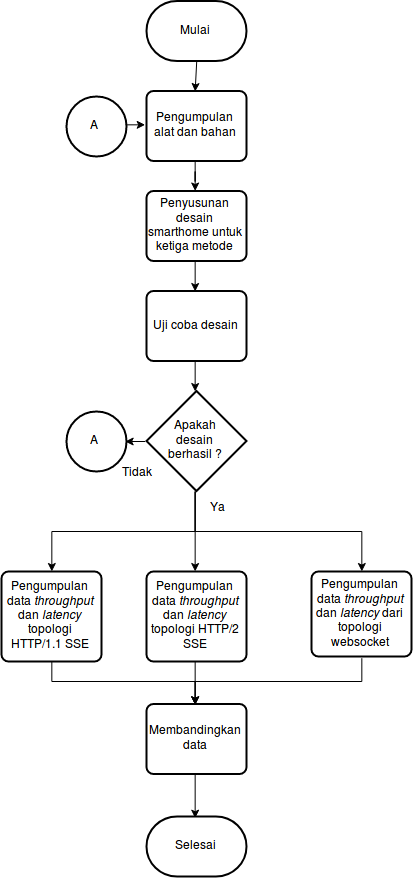 Mulai
A
Pengumpulan
alat dan bahan
Penyusunan
desain
smarthome untuk
ketiga metode
Uji coba desain
A
Apakah
desain
berhasil ?
Tidak
Ya
Pengumpulan
data throughput
dan latency
topologi
HTTP/1.1 SSE
Pengumpulan
data throughput
dan latency
topologi HTTP/2
SSE
Pengumpulan
data throughput
dan latency dari
topologi
websocket
Membandingkan
data
Selesai